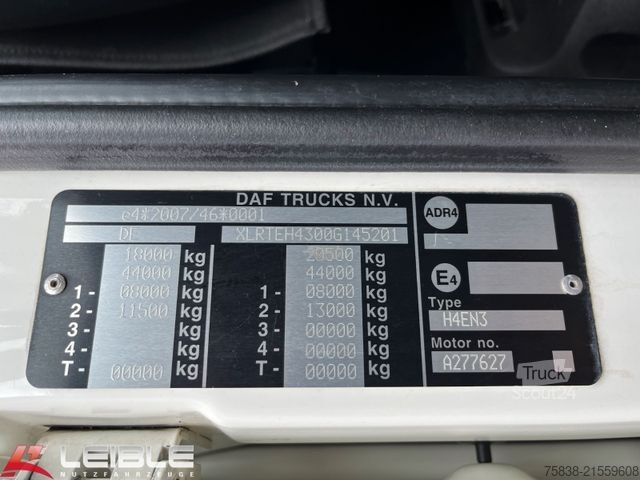 DAF TRUCKS N.V.
e4*2007/46*0001
DE XLRTEH4300G145201
18000 kg 20500 kg
44000 kg 44000 kg
1- 08000 kg 1- 08000 kg
2- 11500 kg 2- 13000 kg
3- kg 3- 00000 kg
4- kg 4- 00000 kg
T- 00000 kg T- 00000 kg
ADR4
E4
Type
H4EN3
Motor no.
A277627
Truck
Scout24
LEIBLE
NUTZFAHRZEUGE
75838-21559608